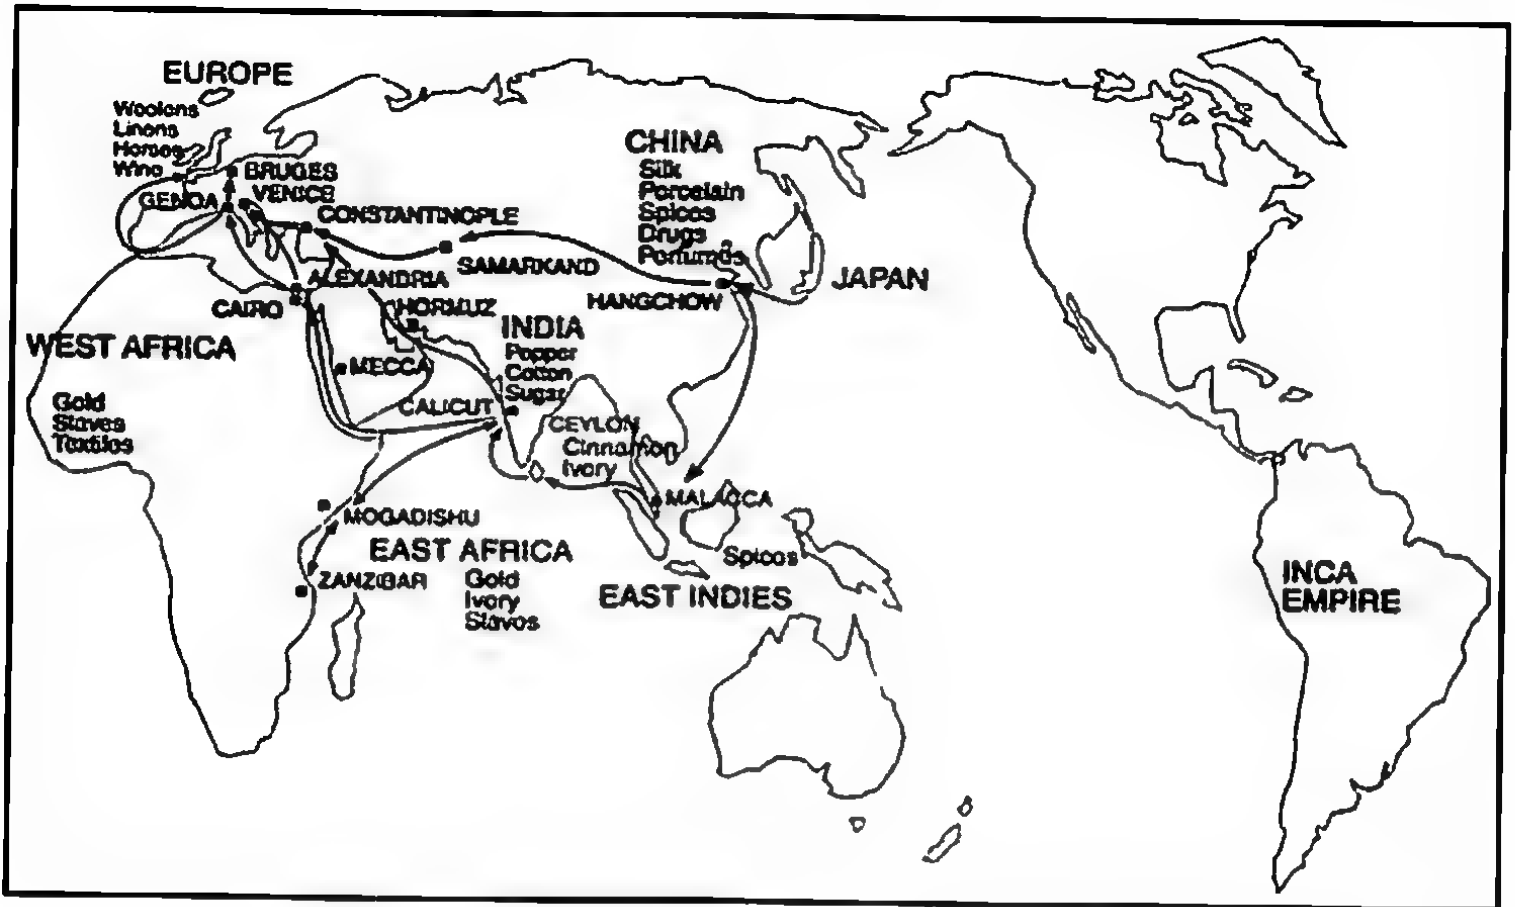 EUROPE
Woolens
Linens
Horses
Wine
BRUGES
VENICE
GENOA
CONSTANTINOPLE
SAMARKAND
CHINA
Silk
Porcelain
Spices
Drugs
Perfumes
HANGCHOW
JAPAN
ALEXANDRIA
CAIRO
HORMUZ
MECCA
INDIA
Pepper
Cotton
Sugar
CALICUT
CEYLON
Cinnamon
Ivory
WEST AFRICA
Gold
Slaves
Textiles
MALACCA
Spices
EAST INDIES
MOGADISHU
EAST AFRICA
ZANZIBAR
Gold
Ivory
Slaves
INCA
EMPIRE